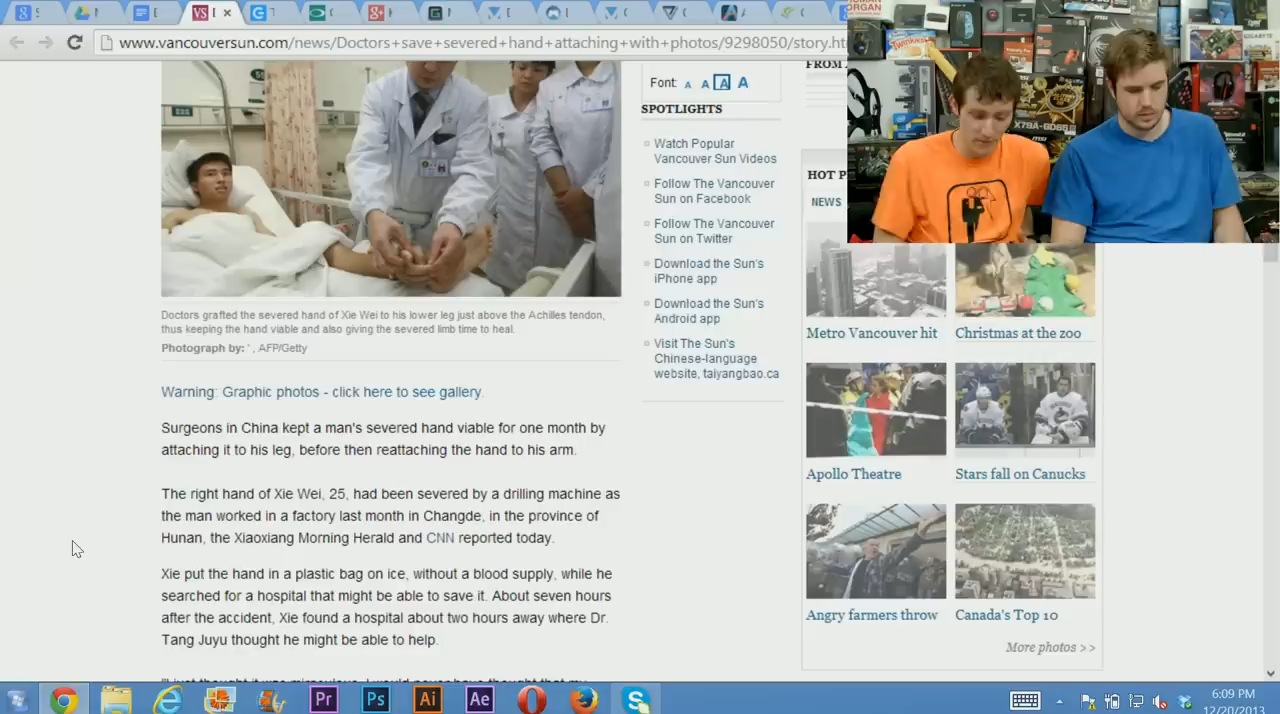 www.vancouversun.com/news/Doctors+save+severed+hand+attaching+with+photos/9298050/story.ht
Font: A A A A
SPOTLIGHTS
Watch Popular
Vancouver Sun Videos
Follow The Vancouver
Sun on Facebook
Follow The Vancouver
Sun on Twitter
Download the Sun's
iPhone app
Download the Sun's
Android app
Visit The Sun's
Chinese-language
website, taiyangbao.ca
Doctors grafted the severed hand of Xie Wei to his lower leg just above the Achilles tendon,
thus keeping the hand viable and also giving the severed limb time to heal.
Photograph by: ' , AFP/Getty
Warning: Graphic photos - click here to see gallery.
Surgeons in China kept a man's severed hand viable for one month by
attaching it to his leg, before then reattaching the hand to his arm.
The right hand of Xie Wei, 25, had been severed by a drilling machine as
the man worked in a factory last month in Changde, in the province of
Hunan, the Xiaoxiang Morning Herald and CNN reported today.
Xie put the hand in a plastic bag on ice, without a blood supply, while he
searched for a hospital that might be able to save it. About seven hours
after the accident, Xie found a hospital about two hours away where Dr.
Tang Juyu thought he might be able to help.
FROM
HOT P
NEWS
Metro Vancouver hit
Christmas at the zoo
Apollo Theatre
Stars fall on Canucks
Angry farmers throw
Canada's Top 10
More photos >>
ORGAN
Twinkies
X79A-GD65
Pr
Ps
Ai
Ae
6:09 PM
12/20/2013